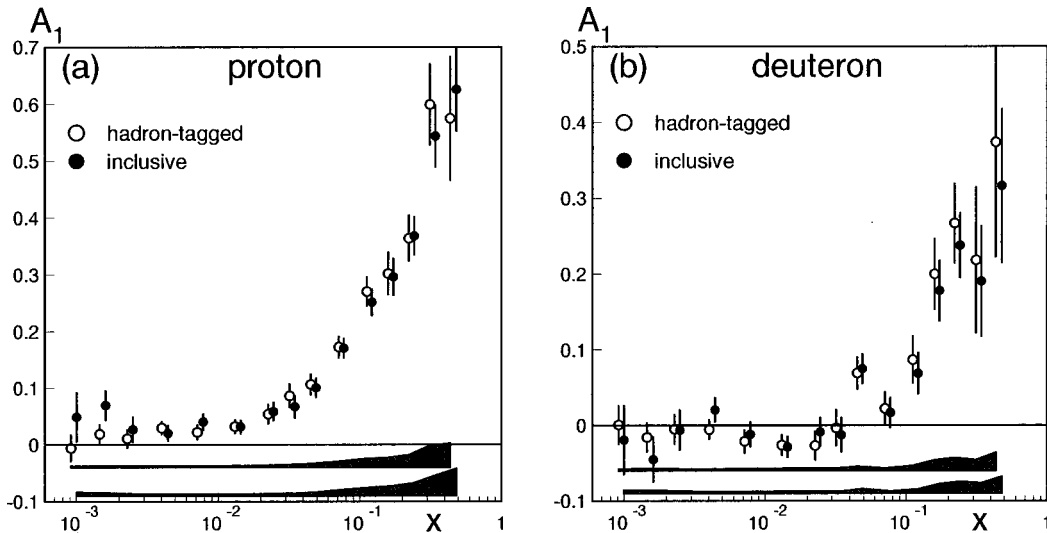 A₁
0.7
(a) proton
0.6
hadron-tagged
0.5
inclusive
0.4
0.3
0.2
0.1
0
-0.1
10⁻³ 10⁻² 10⁻¹ X 1
A₁
0.5
(b) deuteron
0.4
hadron-tagged
inclusive
0.3
0.2
0.1
0
-0.1
10⁻³ 10⁻² 10⁻¹ X 1